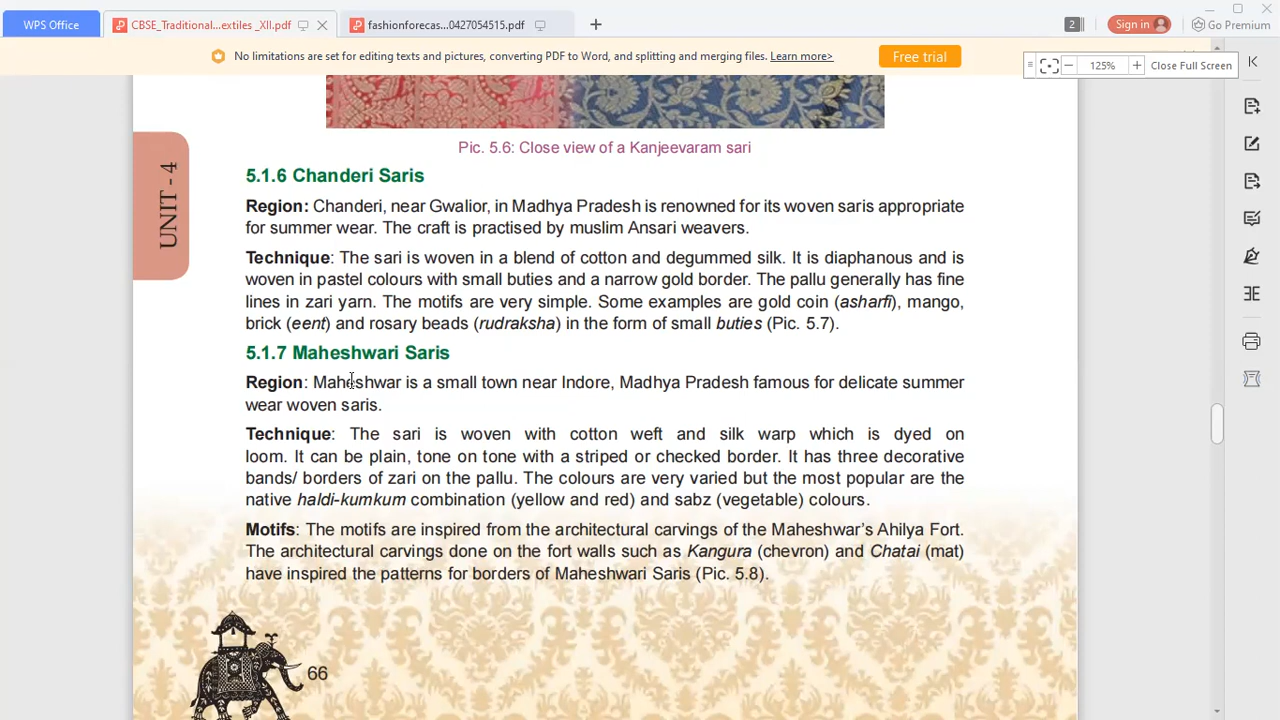 WPS Office
CBSE_Traditional...extiles _XII.pdf
fashionforecas...0427054515.pdf
2
Sign in
Go Premium
No limitations are set for editing texts and pictures, converting PDF to Word, and splitting and merging files. Learn more>
Free trial
125%
Close Full Screen
Pic. 5.6: Close view of a Kanjeevaram sari
UNIT - 4
5.1.6 Chanderi Saris
Region: Chanderi, near Gwalior, in Madhya Pradesh is renowned for its woven saris appropriate
for summer wear. The craft is practised by muslim Ansari weavers.
Technique: The sari is woven in a blend of cotton and degummed silk. It is diaphanous and is
woven in pastel colours with small buties and a narrow gold border. The pallu generally has fine
lines in zari yarn. The motifs are very simple. Some examples are gold coin (asharfi), mango,
brick (eent) and rosary beads (rudraksha) in the form of small buties (Pic. 5.7).
5.1.7 Maheshwari Saris
Region: Maheshwar is a small town near Indore, Madhya Pradesh famous for delicate summer
wear woven saris.
Technique: The sari is woven with cotton weft and silk warp which is dyed on
loom. It can be plain, tone on tone with a striped or checked border. It has three decorative
bands/ borders of zari on the pallu. The colours are very varied but the most popular are the
native haldi-kumkum combination (yellow and red) and sabz (vegetable) colours.
Motifs: The motifs are inspired from the architectural carvings of the Maheshwar's Ahilya Fort.
The architectural carvings done on the fort walls such as Kangura (chevron) and Chatai (mat)
have inspired the patterns for borders of Maheshwari Saris (Pic. 5.8).
66